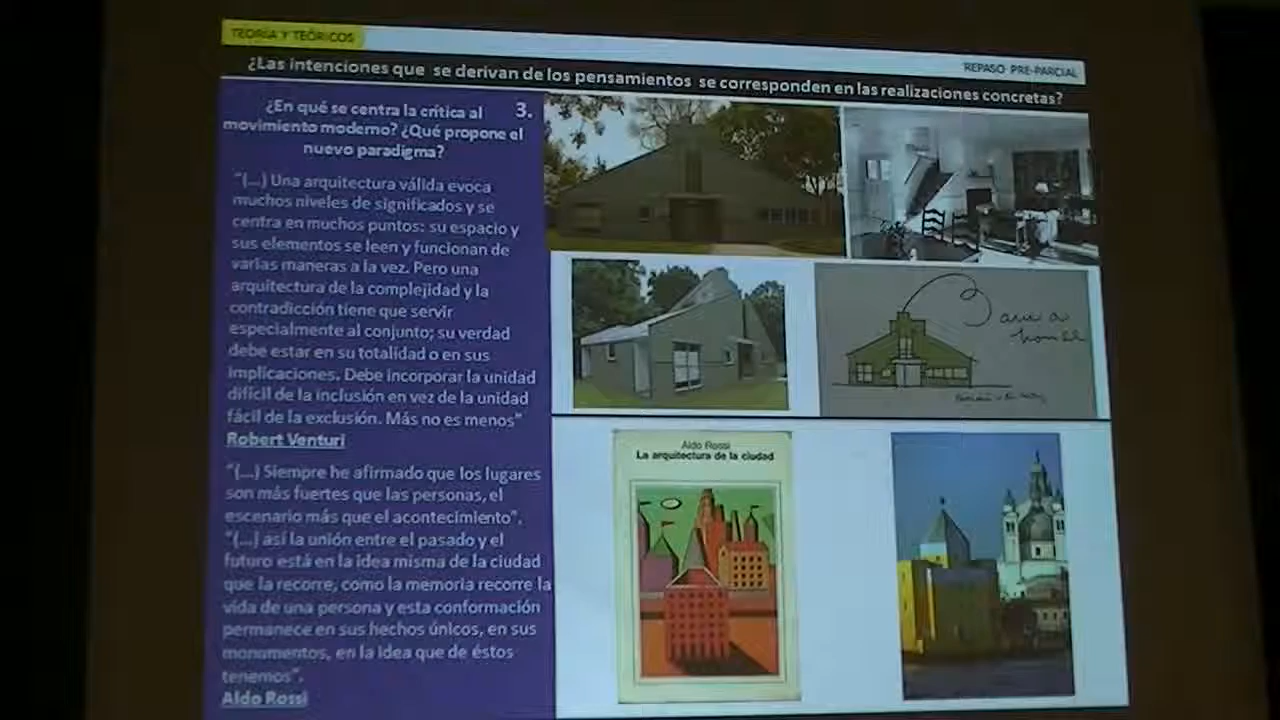 TEORÍA Y TEÓRICOS
REPASO PRE-PARCIAL
¿Las intenciones que se derivan de los pensamientos se corresponden en las realizaciones concretas?
¿En qué se centra la crítica al
3.
movimiento moderno? ¿Qué propone el
nuevo paradigma?
"(...) Una arquitectura válida evoca
muchos niveles de significados y se
centra en muchos puntos: su espacio y
sus elementos se leen y funcionan de
varias maneras a la vez. Pero una
arquitectura de la complejidad y la
contradicción tiene que servir
especialmente al conjunto; su verdad
debe estar en su totalidad o en sus
implicaciones. Debe incorporar la unidad
difícil de la inclusión en vez de la unidad
fácil de la exclusión. Más no es menos"
Robert Venturi
"(...) Siempre he afirmado que los lugares
son más fuertes que las personas, el
escenario más que el acontecimiento".
"(...) así la unión entre el pasado y el
futuro está en la idea misma de la ciudad
que la recorre, como la memoria recorre la
vida de una persona y esta conformación
permanece en sus hechos únicos, en sus
monumentos, en la idea que de éstos
tenemos".
Aldo Rossi
Aldo Rossi
La arquitectura de la ciudad